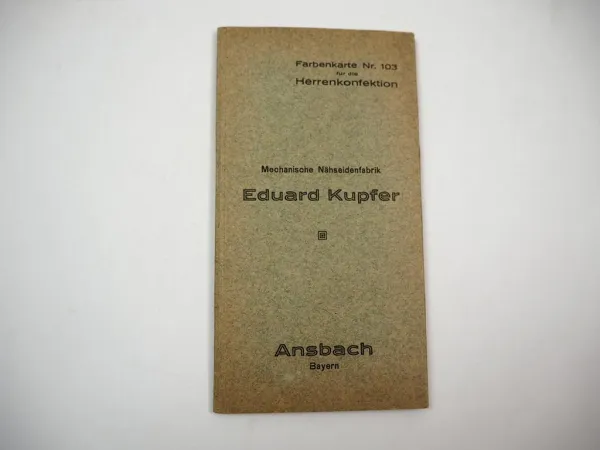 Farbenkarte Nr. 103
für die
Herrenkonfektion
Mechanische Nähseidenfabrik
Eduard Kupfer
Ansbach
Bayern